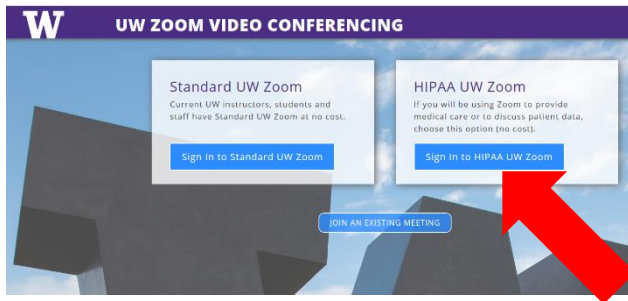 W UW ZOOM VIDEO CONFERENCING
Standard UW Zoom
Current UW instructors, students and
staff have Standard UW Zoom at no cost.
Sign In to Standard UW Zoom
HIPAA UW Zoom
If you will be using Zoom to provide
medical care or to discuss patient data,
choose this option (no cost).
Sign In to HIPAA UW Zoom
JOIN AN EXISTING MEETING